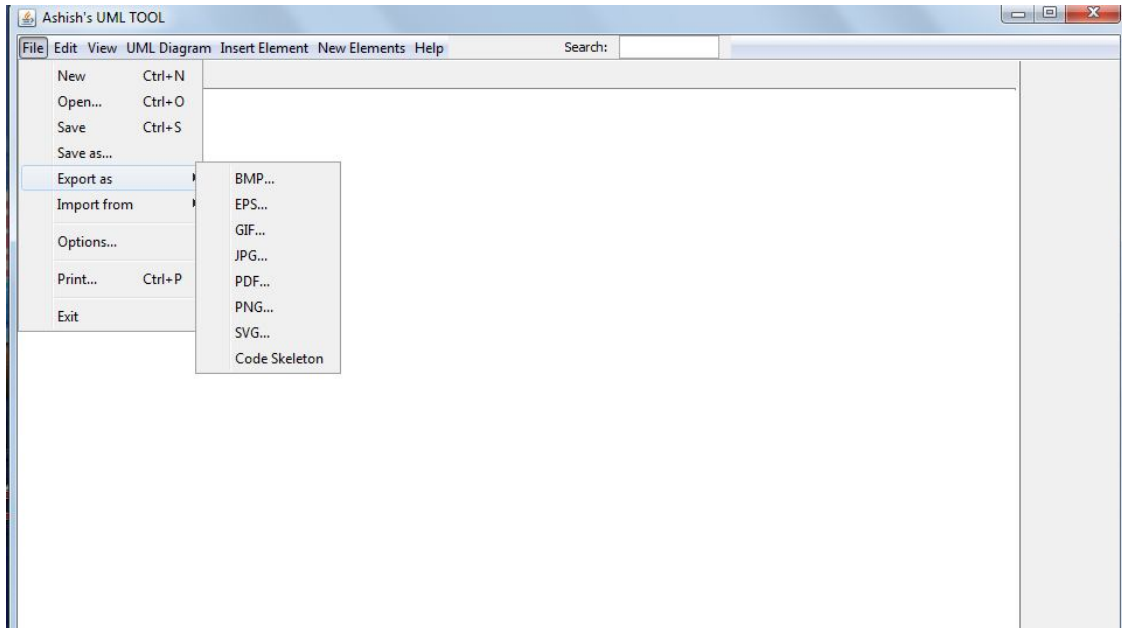 Ashish's UML TOOL
File Edit View UML Diagram Insert Element New Elements Help Search:
New Ctrl+N
Open... Ctrl+O
Save Ctrl+S
Save as...
Export as
Import from
Options...
Print... Ctrl+P
Exit
BMP...
EPS...
GIF...
JPG...
PDF...
PNG...
SVG...
Code Skeleton